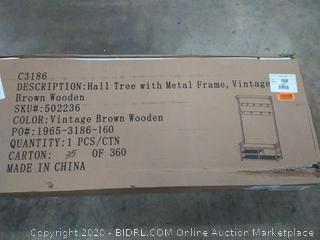 C3186
DESCRIPTION:Hall Tree with Metal Frame,Vintage
Brown Wooden
SKU#:502236
COLOR:Vintage Brown Wooden
PO#:1965-3186-160
QUANTITY:1 PCS/CTN
CARTON: 35 OF 360
MADE IN CHINA
Copyright 2020 - BIDRL.COM - Online Auction Marketplace